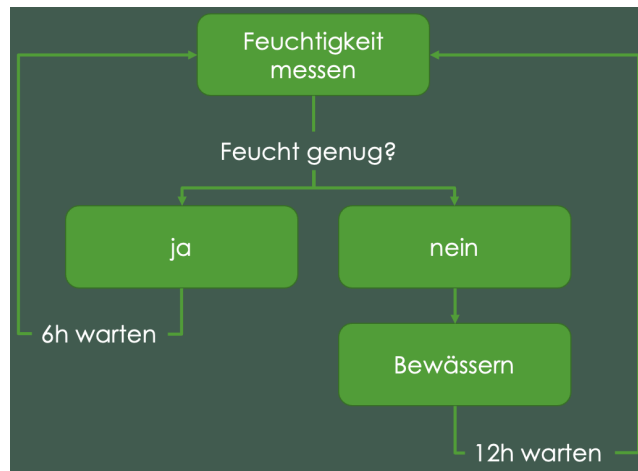 Feuchtigkeit
messen
Feucht genug?
ja
nein
6h warten
Bewässern
12h warten